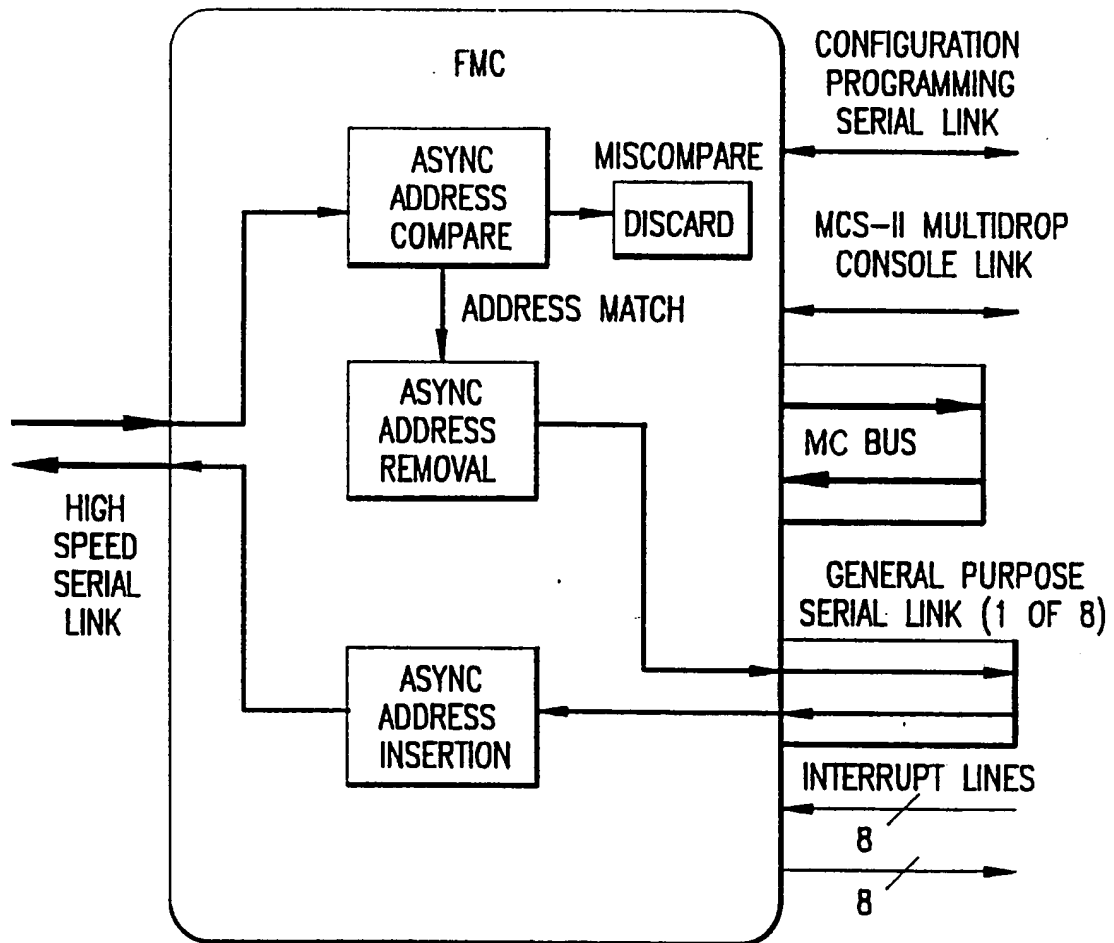 FMC
CONFIGURATION
PROGRAMMING
SERIAL LINK
ASYNC
ADDRESS
COMPARE
MISCOMPARE
DISCARD
MCS-II MULTIDROP
CONSOLE LINK
ADDRESS MATCH
ASYNC
ADDRESS
REMOVAL
MC BUS
HIGH
SPEED
SERIAL
LINK
GENERAL PURPOSE
SERIAL LINK (1 OF 8)
ASYNC
ADDRESS
INSERTION
INTERRUPT LINES
8
8